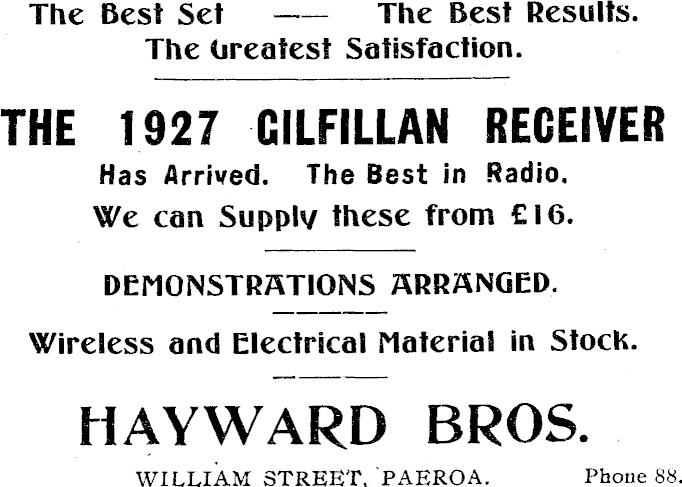 The Best Set —— The Best Results.
The Greatest Satisfaction.
THE 1927 GILFILLAN RECEIVER
Has Arrived. The Best in Radio.
We can Supply these from £16.
DEMONSTRATIONS ARRANGED.
Wireless and Electrical Material in Stock.
HAYWARD BROS.
WILLIAM STREET, PAEROA. Phone 88.